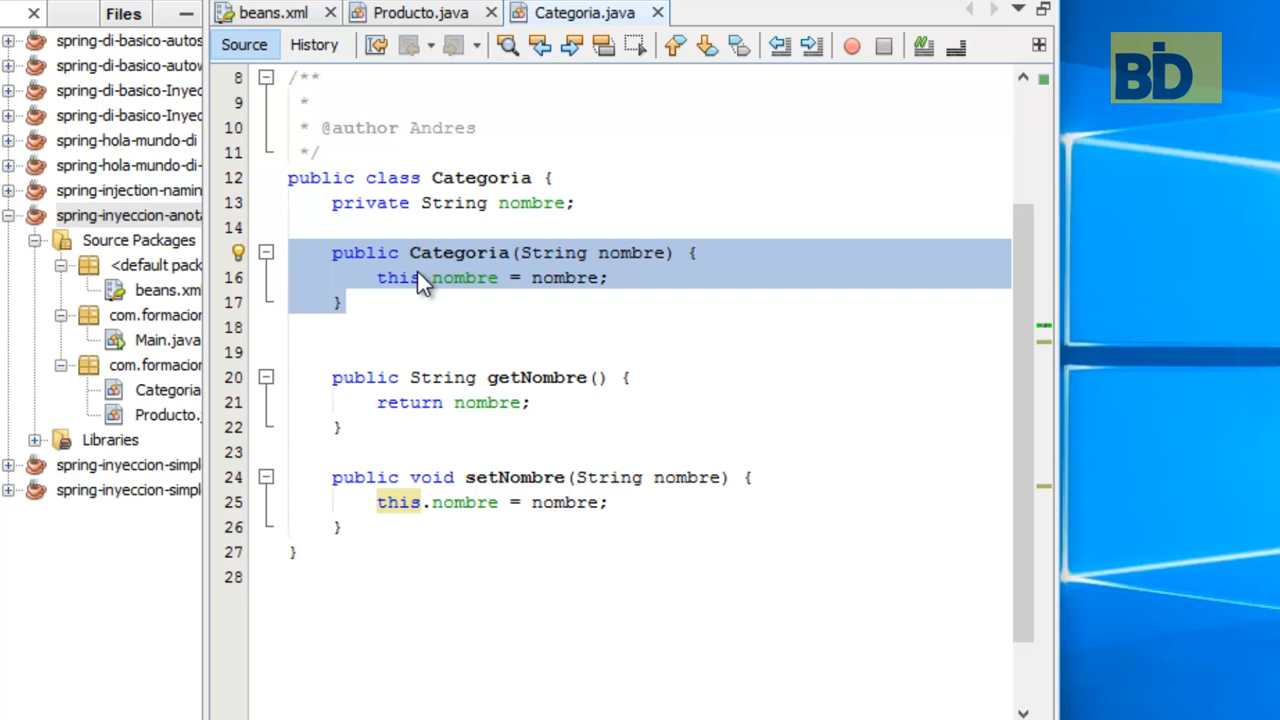 Files
beans.xml
Producto.java
Categoria.java
Source
History
spring-di-basico-autos
spring-di-basico-autow
spring-di-basico-Inyec
spring-di-basico-Inyec
spring-hola-mundo-di
spring-hola-mundo-di-
spring-injection-namin
spring-inyeccion-anota
Source Packages
<default pack
beans.xm
com.formacion
Main.java
com.formacion
Categoria
Producto.
Libraries
spring-inyeccion-simpl
spring-inyeccion-simpl
8 /**
9 *
10 * @author Andres
11 */
12 public class Categoria {
13 private String nombre;
14
public Categoria(String nombre) {
16 this.nombre = nombre;
17 }
18
19
20 public String getNombre() {
21 return nombre;
22 }
23
24 public void setNombre(String nombre) {
25 this.nombre = nombre;
26 }
27 }
28
BiD